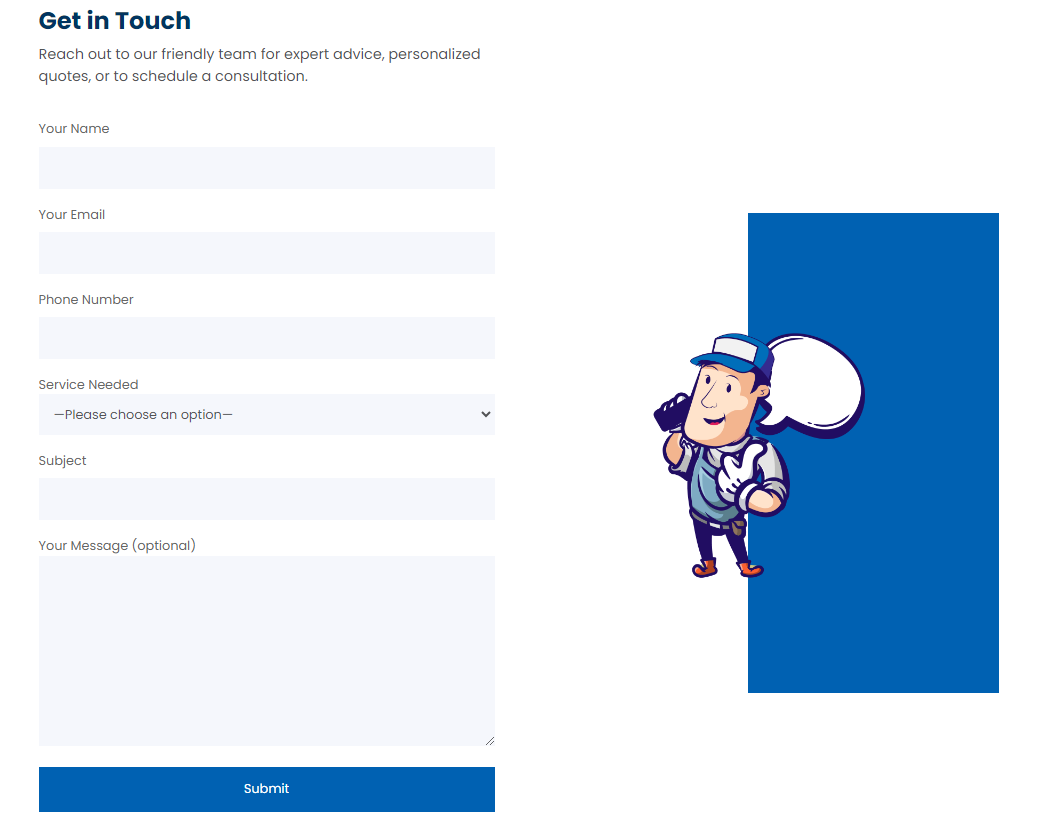 Get in Touch
Reach out to our friendly team for expert advice, personalized
quotes, or to schedule a consultation.
Your Name
Your Email
Phone Number
Service Needed
—Please choose an option—
Subject
Your Message (optional)
Submit